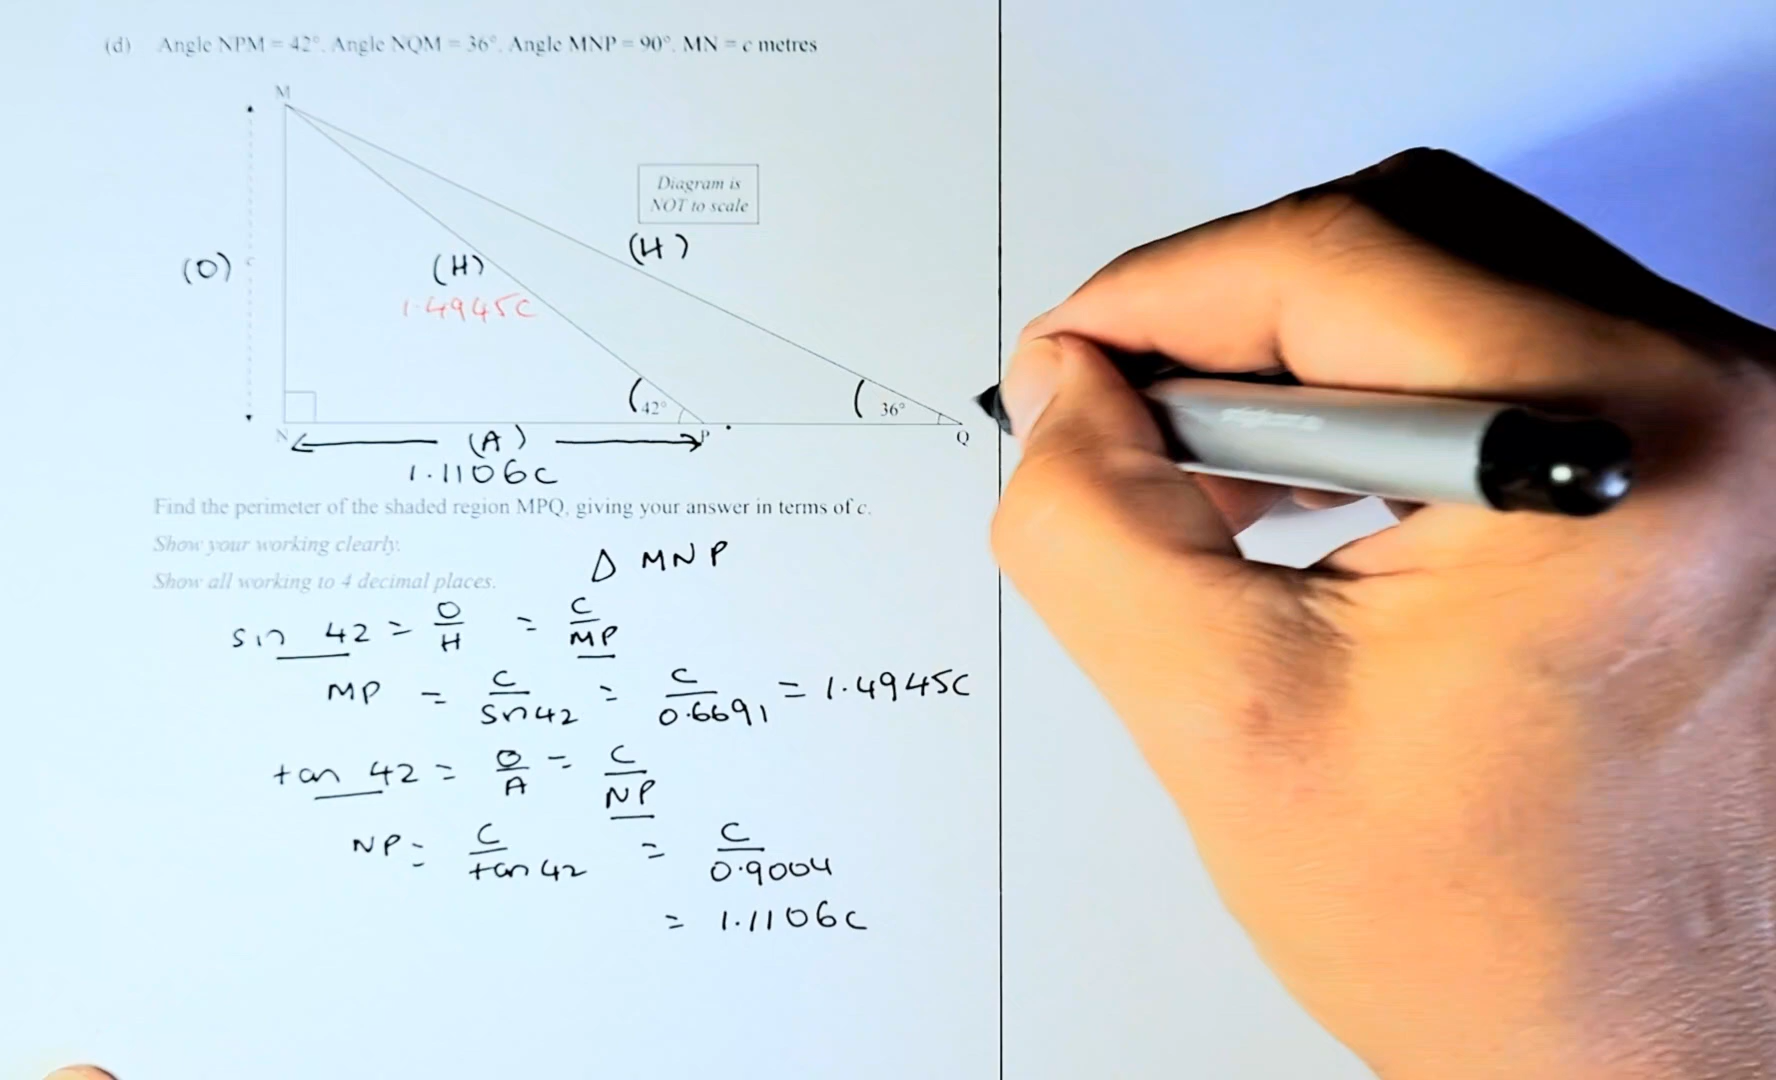 (d) Angle NPM = 42°. Angle NQM = 36°. Angle MNP = 90°. MN = c metres
M
Diagram is
NOT to scale
(H)
(O) c (H)
1.4945c
(42° (36°
N (A) P Q
1.1106c
Find the perimeter of the shaded region MPQ, giving your answer in terms of c.
Show your working clearly.
Δ MNP
Show all working to 4 decimal places.
sin 42 = O/H = c/MP
MP = c/sin42 = c/0.6691 = 1.4945c
tan 42 = O/A = c/NP
NP = c/tan 42 = c/0.9004
= 1.1106c